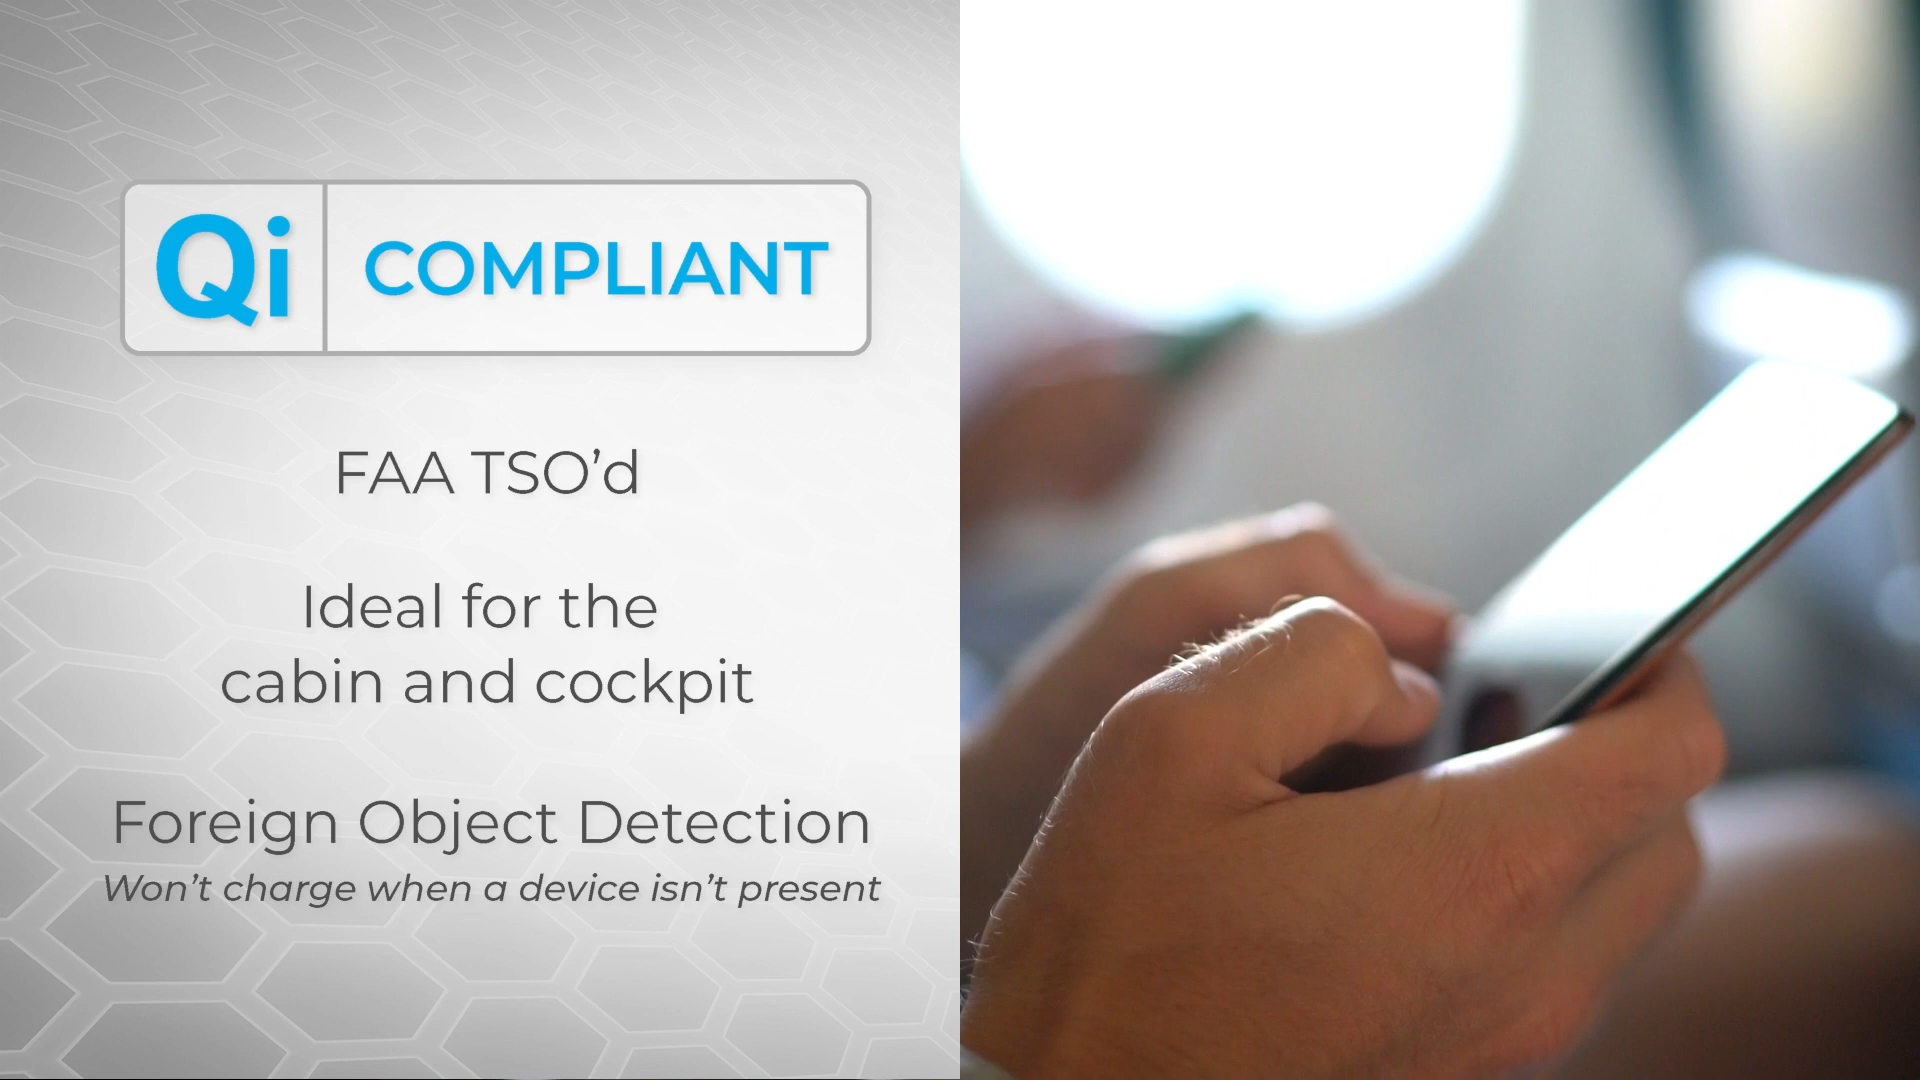 Qi COMPLIANT
FAA TSO’d
Ideal for the
cabin and cockpit
Foreign Object Detection
Won’t charge when a device isn’t present